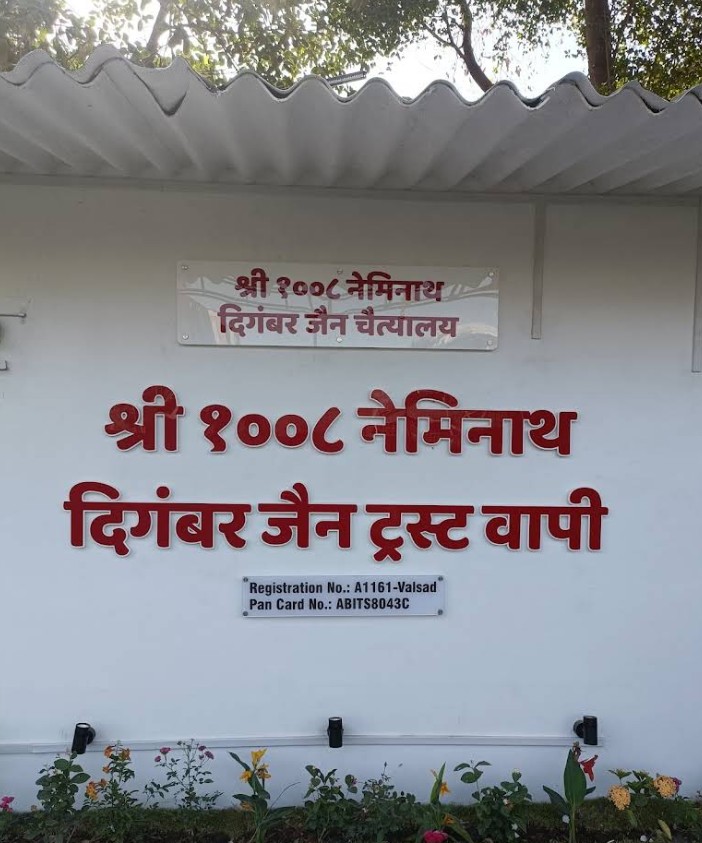 श्री १००८ नेमिनाथ
दिगंबर जैन चैत्यालय
श्री १००८ नेमिनाथ
दिगंबर जैन ट्रस्ट वापी
Registration No.: A1161-Valsad
Pan Card No.: ABITS8043C